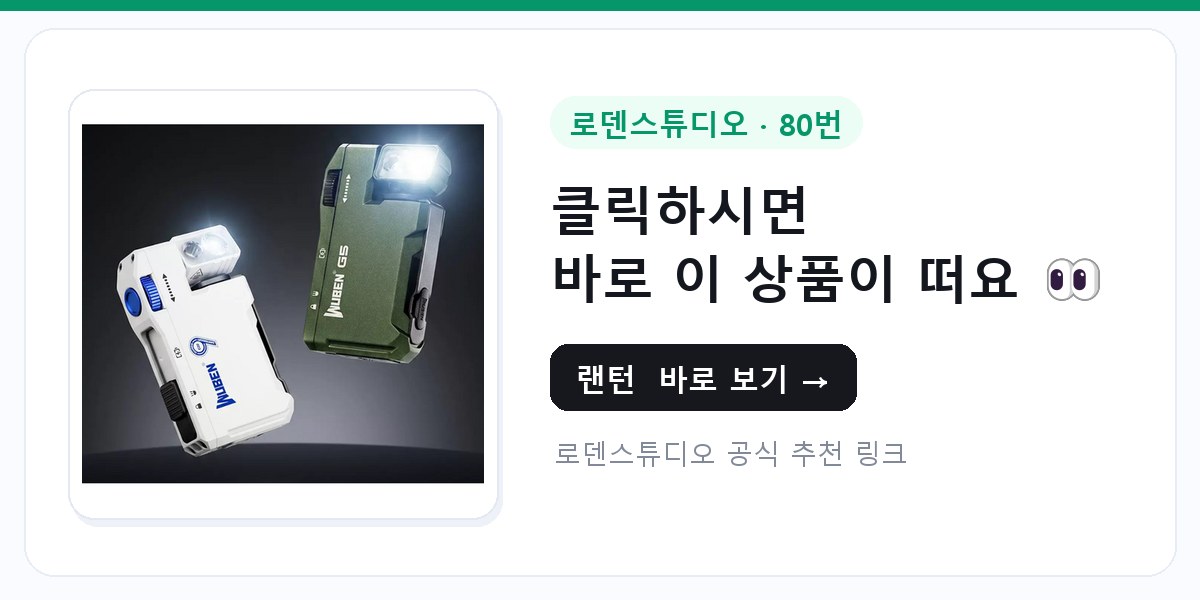 로덴스튜디오 · 80번
클릭하시면
바로 이 상품이 떠요 👀
랜턴 바로 보기 →
로덴스튜디오 공식 추천 링크
WUBEN G5
WUBEN